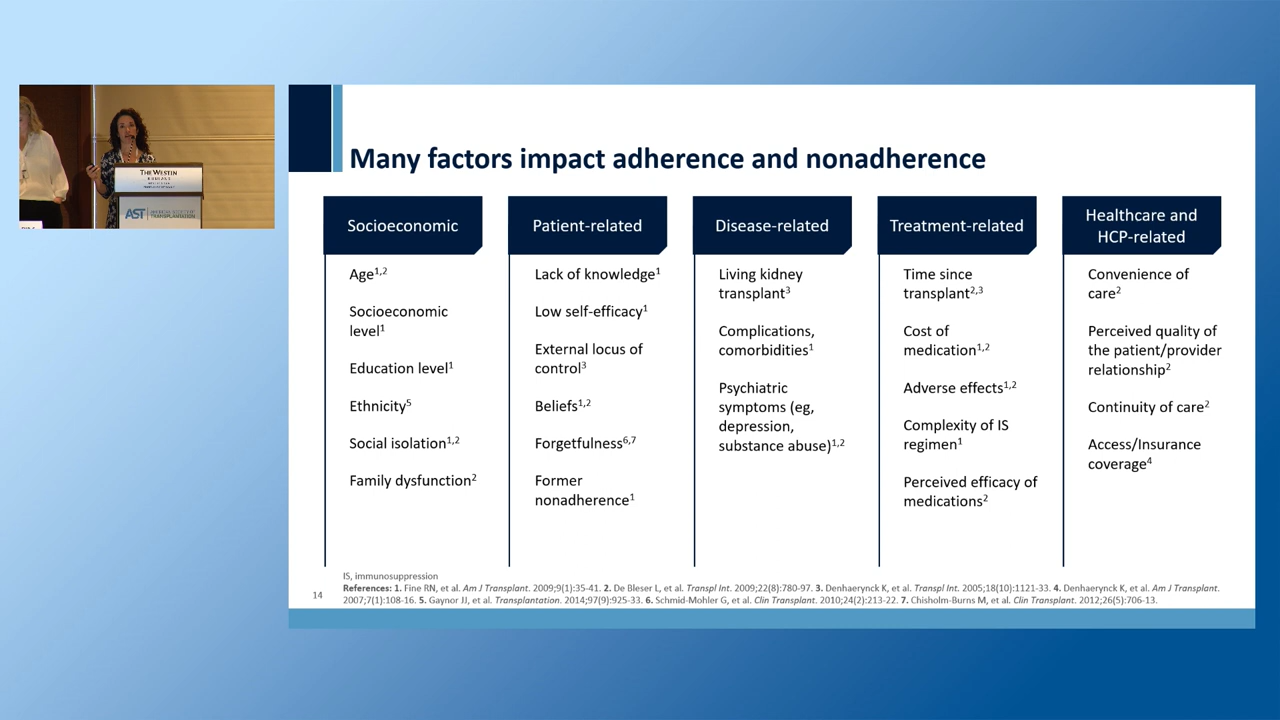 THE WESTIN
AST
TRANSPLANTATION
Many factors impact adherence and nonadherence
Socioeconomic
Age1,2
Socioeconomic
level1
Education level1
Ethnicity5
Social isolation1,2
Family dysfunction2
Patient-related
Lack of knowledge1
Low self-efficacy1
External locus of
control3
Beliefs1,2
Forgetfulness6,7
Former
nonadherence1
Disease-related
Living kidney
transplant3
Complications,
comorbidities1
Psychiatric
symptoms (eg,
depression,
substance abuse)1,2
Treatment-related
Time since
transplant2,3
Cost of
medication1,2
Adverse effects1,2
Complexity of IS
regimen1
Perceived efficacy of
medications2
Healthcare and
HCP-related
Convenience of
care2
Perceived quality of
the patient/provider
relationship2
Continuity of care2
Access/Insurance
coverage4
IS, immunosuppression
References: 1. Fine RN, et al. Am J Transplant. 2009;9(1):35-41. 2. De Bleser L, et al. Transpl Int. 2009;22(8):780-97. 3. Denhaerynck K, et al. Transpl Int. 2005;18(10):1121-33. 4. Denhaerynck K, et al. Am J Transplant.
2007;7(1):108-16. 5. Gaynor JJ, et al. Transplantation. 2014;97(9):925-33. 6. Schmid-Mohler G, et al. Clin Transplant. 2010;24(2):213-22. 7. Chisholm-Burns M, et al. Clin Transplant. 2012;26(5):706-13.
14